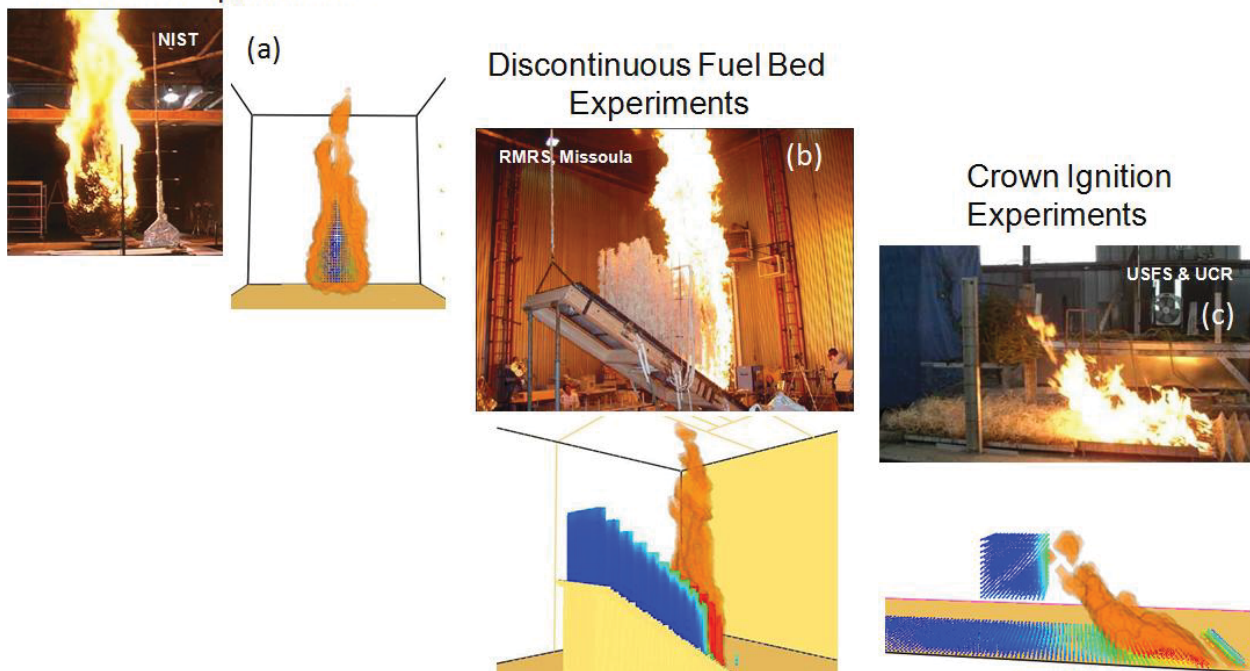 NIST
(a)
Discontinuous Fuel Bed
Experiments
RMRS, Missoula
(b)
Crown Ignition
Experiments
USFS & UCR
(c)